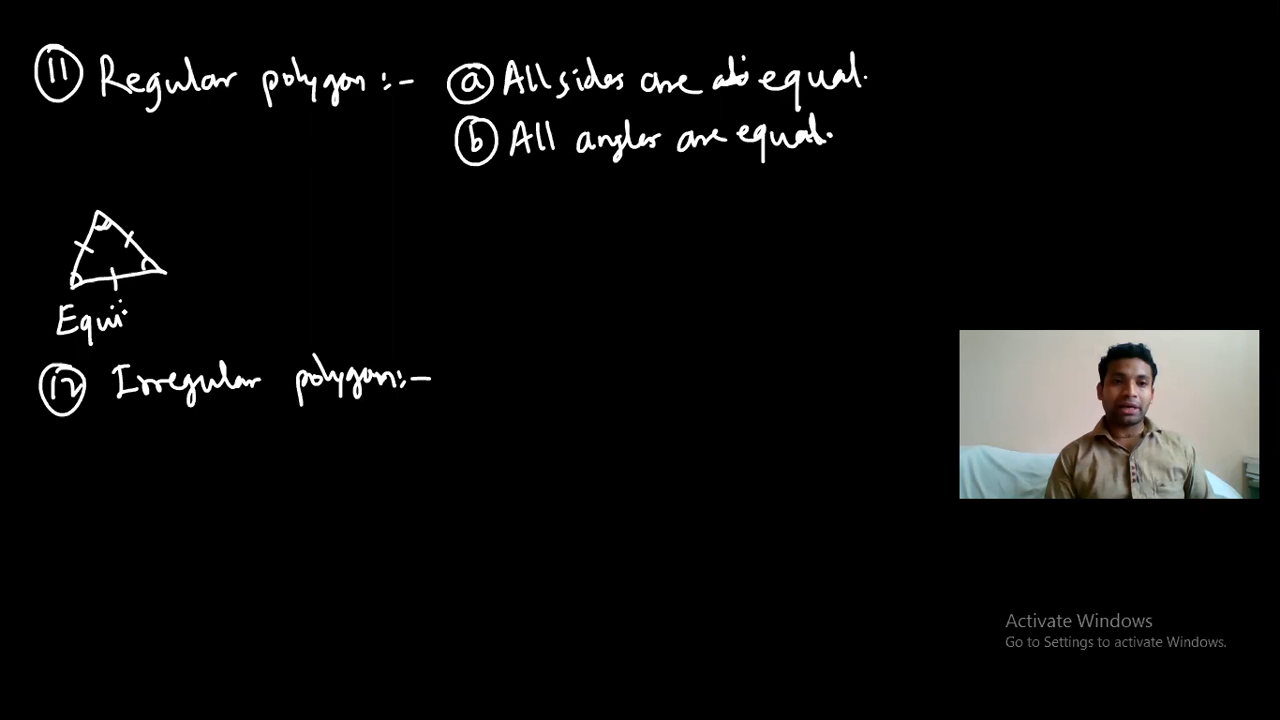 11 Regular polygon :- a All sides are equal.
b All angles are equal.
Equi
12 Irregular polygon :-
Activate Windows
Go to Settings to activate Windows.